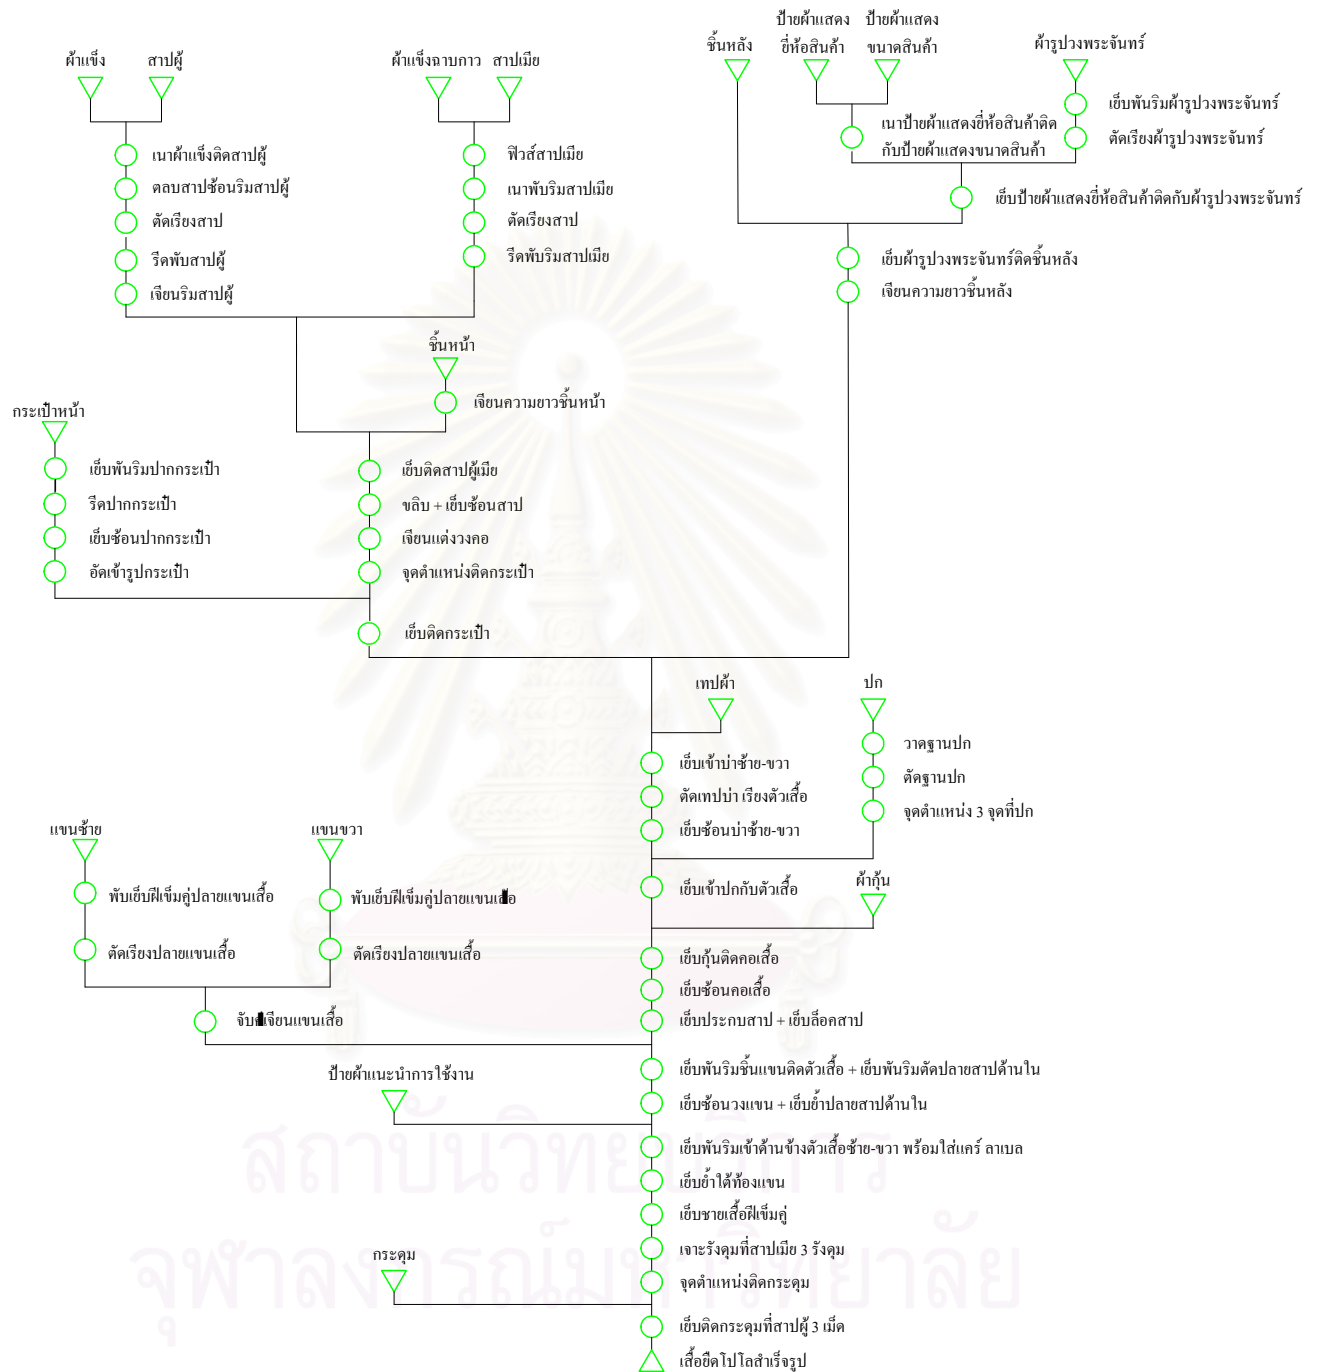 ป้ายผ้าแสดง
ยี่ห้อสินค้า
ป้ายผ้าแสดง
ขนาดสินค้า
ชิ้นหลัง
ผ้ารูปวงพระจันทร์
ผ้าแข็ง
สาปผู้
ผ้าแข็งฉาบกาว
สาปเมีย
เย็บพันริมผ้ารูปวงพระจันทร์
เนาป้ายผ้าแสดงยี่ห้อสินค้าติด
กับป้ายผ้าแสดงขนาดสินค้า
ตัดเรียงผ้ารูปวงพระจันทร์
เนาผ้าแข็งติดสาปผู้
ฟิวส์สาปเมีย
ตลบสาปซ้อนริมสาปผู้
เนาพับริมสาปเมีย
เย็บป้ายผ้าแสดงยี่ห้อสินค้าติดกับผ้ารูปวงพระจันทร์
ตัดเรียงสาป
ตัดเรียงสาป
รีดพับสาปผู้
รีดพับริมสาปเมีย
เย็บผ้ารูปวงพระจันทร์ติดชิ้นหลัง
เจียนริมสาปผู้
เจียนความยาวชิ้นหลัง
ชิ้นหน้า
เจียนความยาวชิ้นหน้า
กระเป๋าหน้า
เย็บพันริมปากกระเป๋า
เย็บติดสาปผู้เมีย
รีดปากกระเป๋า
ขลิบ + เย็บซ้อนสาป
เย็บซ้อนปากกระเป๋า
เจียนแต่งวงคอ
อัดเข้ารูปกระเป๋า
จุดตำแหน่งติดกระเป๋า
เย็บติดกระเป๋า
เทปผ้า
ปก
วาดฐานปก
เย็บเข้าบ่าซ้าย-ขวา
ตัดฐานปก
ตัดเทปบ่า เรียงตัวเสื้อ
จุดตำแหน่ง 3 จุดที่ปก
เย็บซ้อนบ่าซ้าย-ขวา
แขนซ้าย
แขนขวา
เย็บเข้าปกกับตัวเสื้อ
ผ้ากุ้น
พับเย็บฝีเข็มคู่ปลายแขนเสื้อ
พับเย็บฝีเข็มคู่ปลายแขนเสื้อ
ตัดเรียงปลายแขนเสื้อ
ตัดเรียงปลายแขนเสื้อ
เย็บกุ้นติดคอเสื้อ
เย็บซ้อนคอเสื้อ
จับคู่เจียนแขนเสื้อ
เย็บประกบสาป + เย็บล็อคสาป
เย็บพันริมชิ้นแขนติดตัวเสื้อ + เย็บพันริมตัดปลายสาปด้านใน
ป้ายผ้าแนะนำการใช้งาน
เย็บซ้อนวงแขน + เย็บย้ำปลายสาปด้านใน
เย็บพันริมเข้าด้านข้างตัวเสื้อซ้าย-ขวา พร้อมใส่แคร์ ลาเบล
เย็บย้ำใต้ท้องแขน
เย็บชายเสื้อฝีเข็มคู่
กระดุม
เจาะรังดุมที่สาปเมีย 3 รังดุม
จุดตำแหน่งติดกระดุม
เย็บติดกระดุมที่สาปผู้ 3 เม็ด
เสื้อยืดโปโลสำเร็จรูป
สถาบันวิทยบริการ
จุฬาลงกรณ์มหาวิทยาลัย